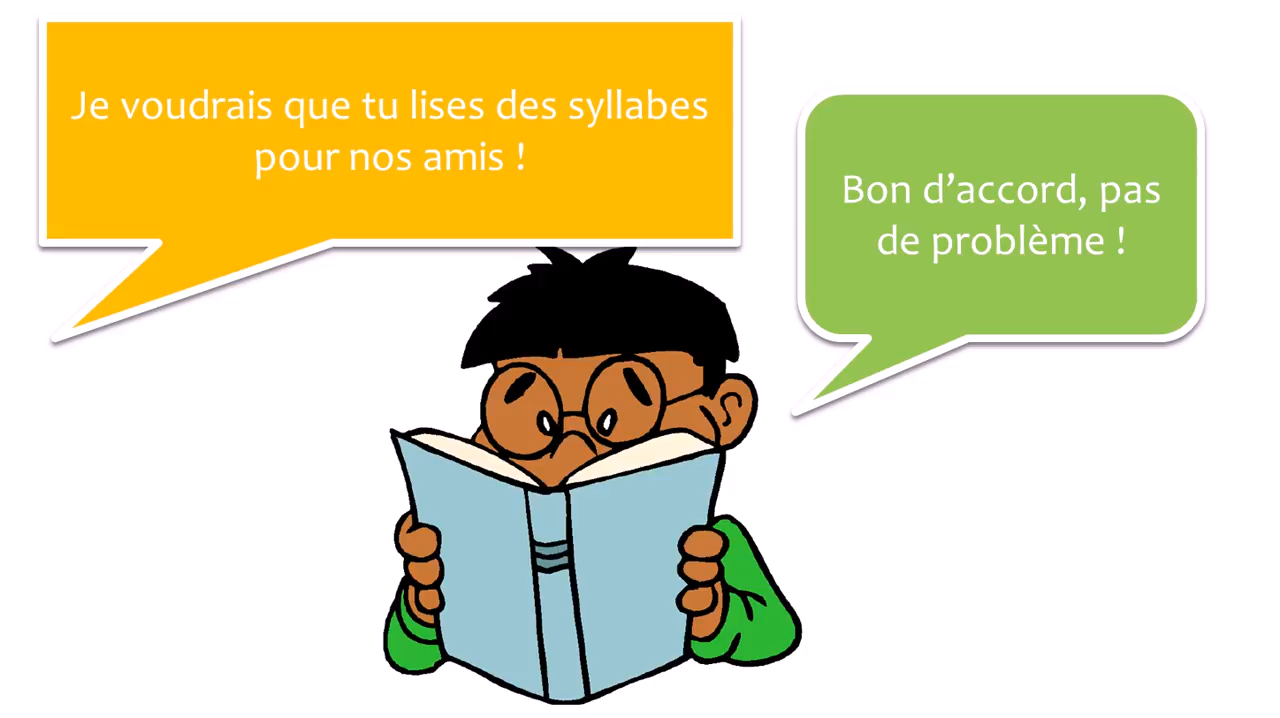 Je voudrais que tu lises des syllabes
pour nos amis !
Bon d’accord, pas
de problème !